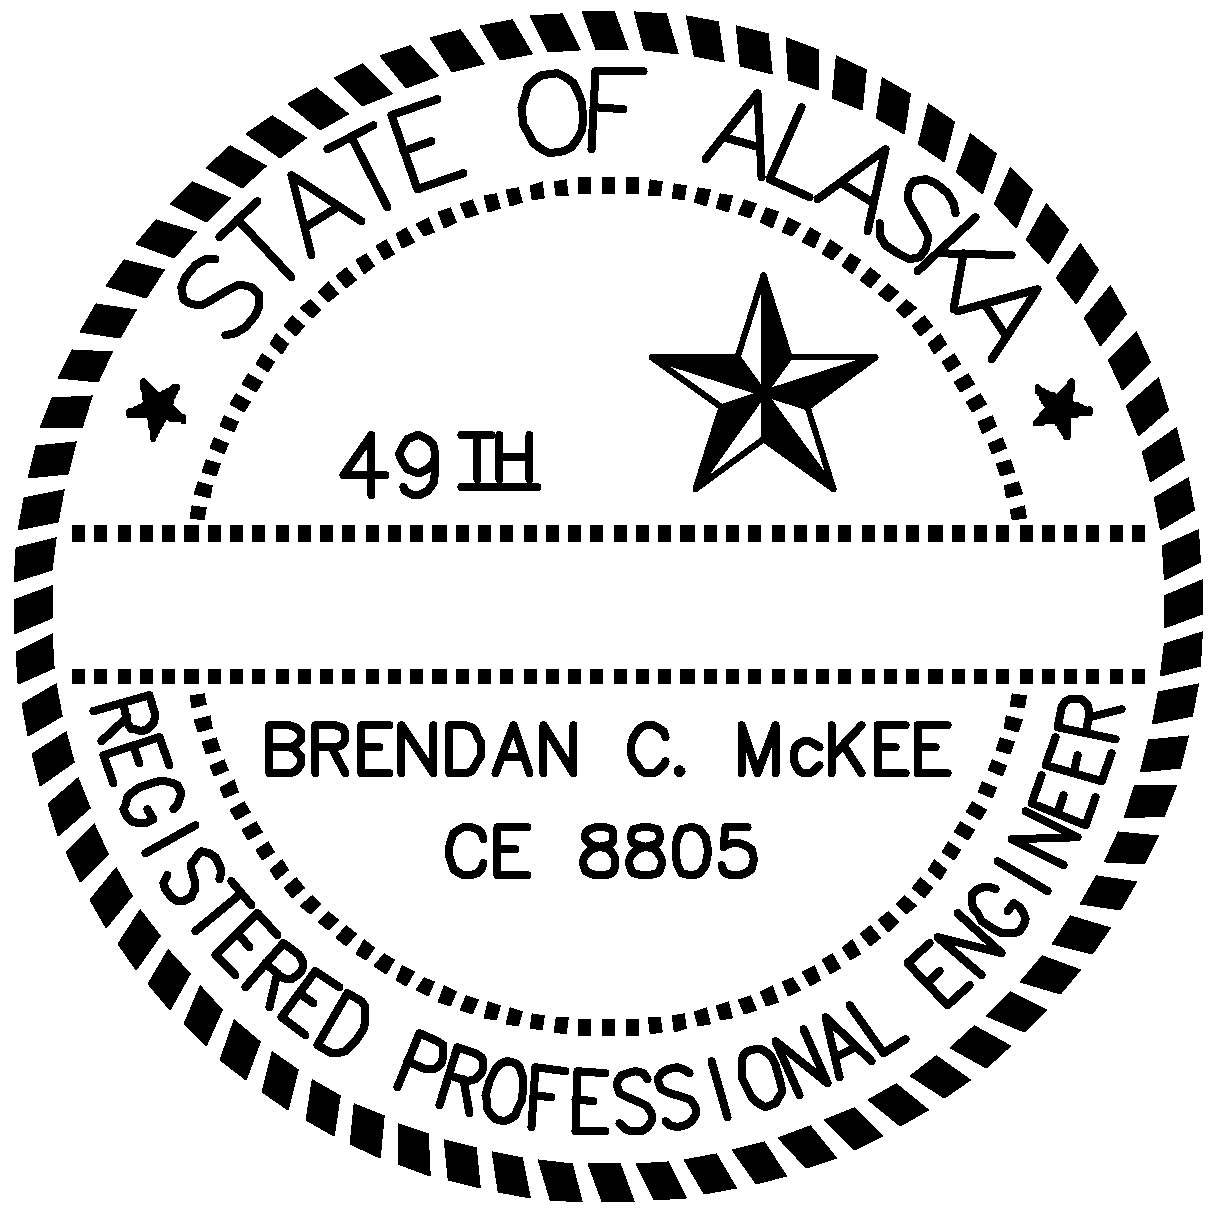 STATE OF ALASKA
49TH
BRENDAN C. McKEE
CE 8805
REGISTERED PROFESSIONAL ENGINEER